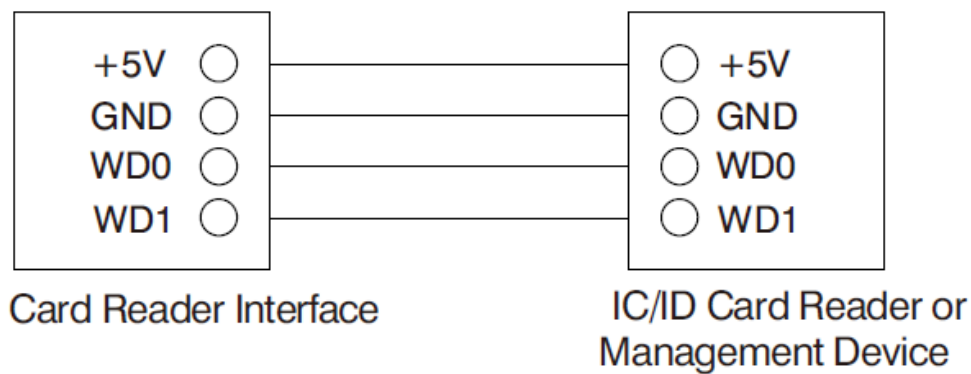 +5V
GND
WD0
WD1
+5V
GND
WD0
WD1
Card Reader Interface
IC/ID Card Reader or
Management Device